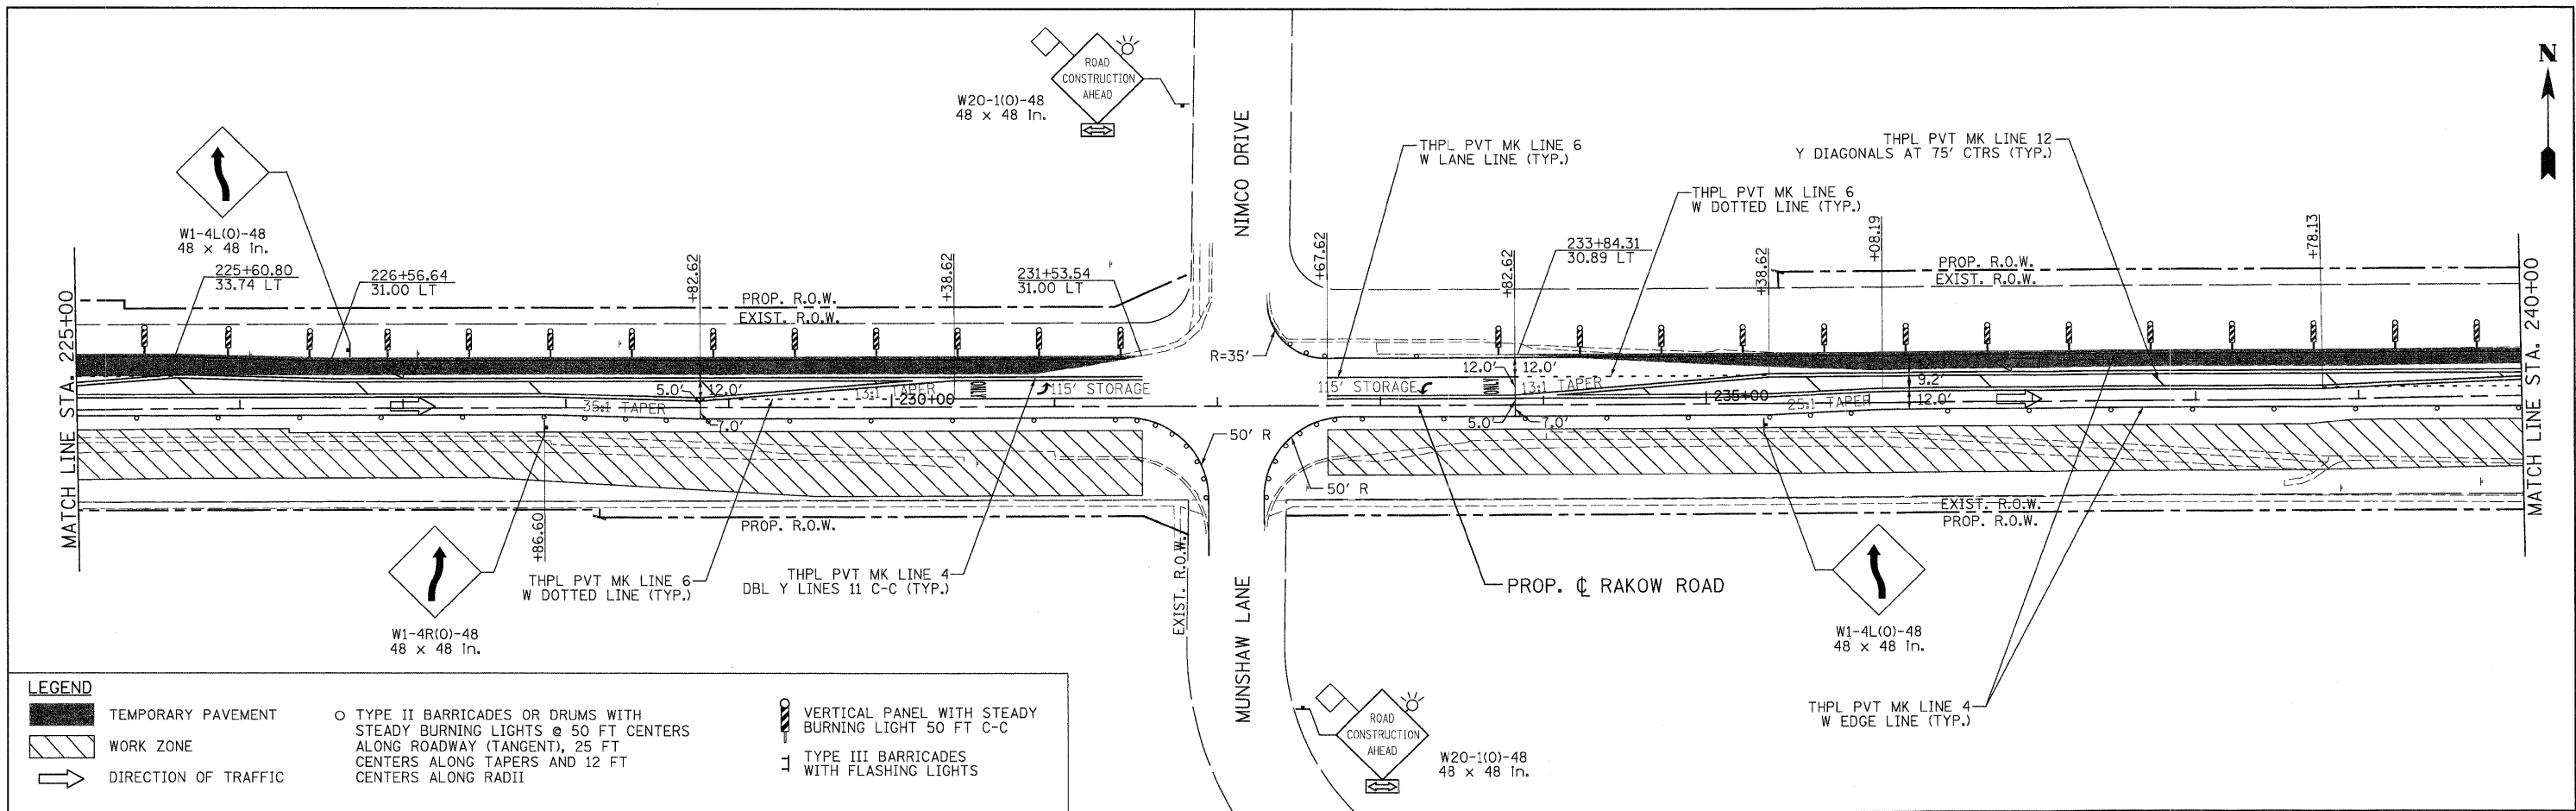 ROAD
CONSTRUCTION
AHEAD
W20-1(O)-48
48 x 48 In.
NIMCO DRIVE
N
W1-4L(O)-48
48 x 48 In.
225+60.80
33.74 LT
226+56.64
31.00 LT
+82.62
+38.62
231+53.54
31.00 LT
THPL PVT MK LINE 6
W LANE LINE (TYP.)
THPL PVT MK LINE 12
Y DIAGONALS AT 75' CTRS (TYP.)
THPL PVT MK LINE 6
W DOTTED LINE (TYP.)
+67.62
+82.62
233+84.31
30.89 LT
+38.62
+08.19
+78.13
PROP. R.O.W.
EXIST. R.O.W.
PROP. R.O.W.
EXIST. R.O.W.
MATCH LINE STA. 225+00
MATCH LINE STA. 240+00
R=35'
5.0'
12.0'
13:1 TAPER
230+00
115' STORAGE
35:1 TAPER
7.0'
115' STORAGE
12.0'
12.0'
13:1 TAPER
5.0'
7.0'
235+00
25:1 TAPER
9.2'
12.0'
50' R
50' R
+86.60
PROP. R.O.W.
EXIST. R.O.W.
EXIST. R.O.W.
PROP. R.O.W.
W1-4R(O)-48
48 x 48 In.
THPL PVT MK LINE 6
W DOTTED LINE (TYP.)
THPL PVT MK LINE 4
DBL Y LINES 11 C-C (TYP.)
MUNSHAW LANE
PROP. ℄ RAKOW ROAD
W1-4L(O)-48
48 x 48 In.
THPL PVT MK LINE 4
W EDGE LINE (TYP.)
ROAD
CONSTRUCTION
AHEAD
W20-1(O)-48
48 x 48 In.
LEGEND
TEMPORARY PAVEMENT
WORK ZONE
DIRECTION OF TRAFFIC
TYPE II BARRICADES OR DRUMS WITH
STEADY BURNING LIGHTS @ 50 FT CENTERS
ALONG ROADWAY (TANGENT), 25 FT
CENTERS ALONG TAPERS AND 12 FT
CENTERS ALONG RADII
VERTICAL PANEL WITH STEADY
BURNING LIGHT 50 FT C-C
TYPE III BARRICADES
WITH FLASHING LIGHTS